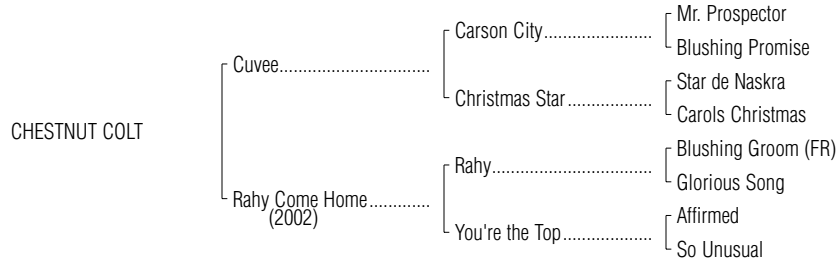 Mr. Prospector
Carson City......................
Blushing Promise
Cuvee...............................
Star de Naskra
Christmas Star.................
Carols Christmas
CHESTNUT COLT
Blushing Groom (FR)
Rahy.................................
Glorious Song
Rahy Come Home............
(2002)
Affirmed
You're the Top..................
So Unusual